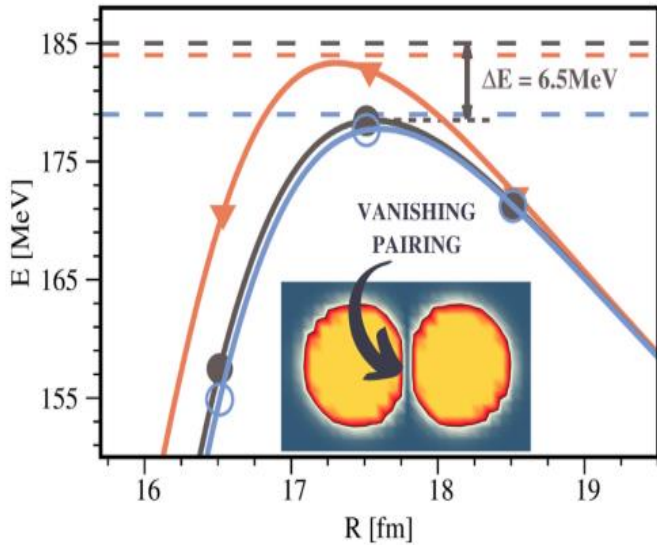 185
175
165
155
E [MeV]
ΔE = 6.5MeV
VANISHING
PAIRING
16
17
18
19
R [fm]